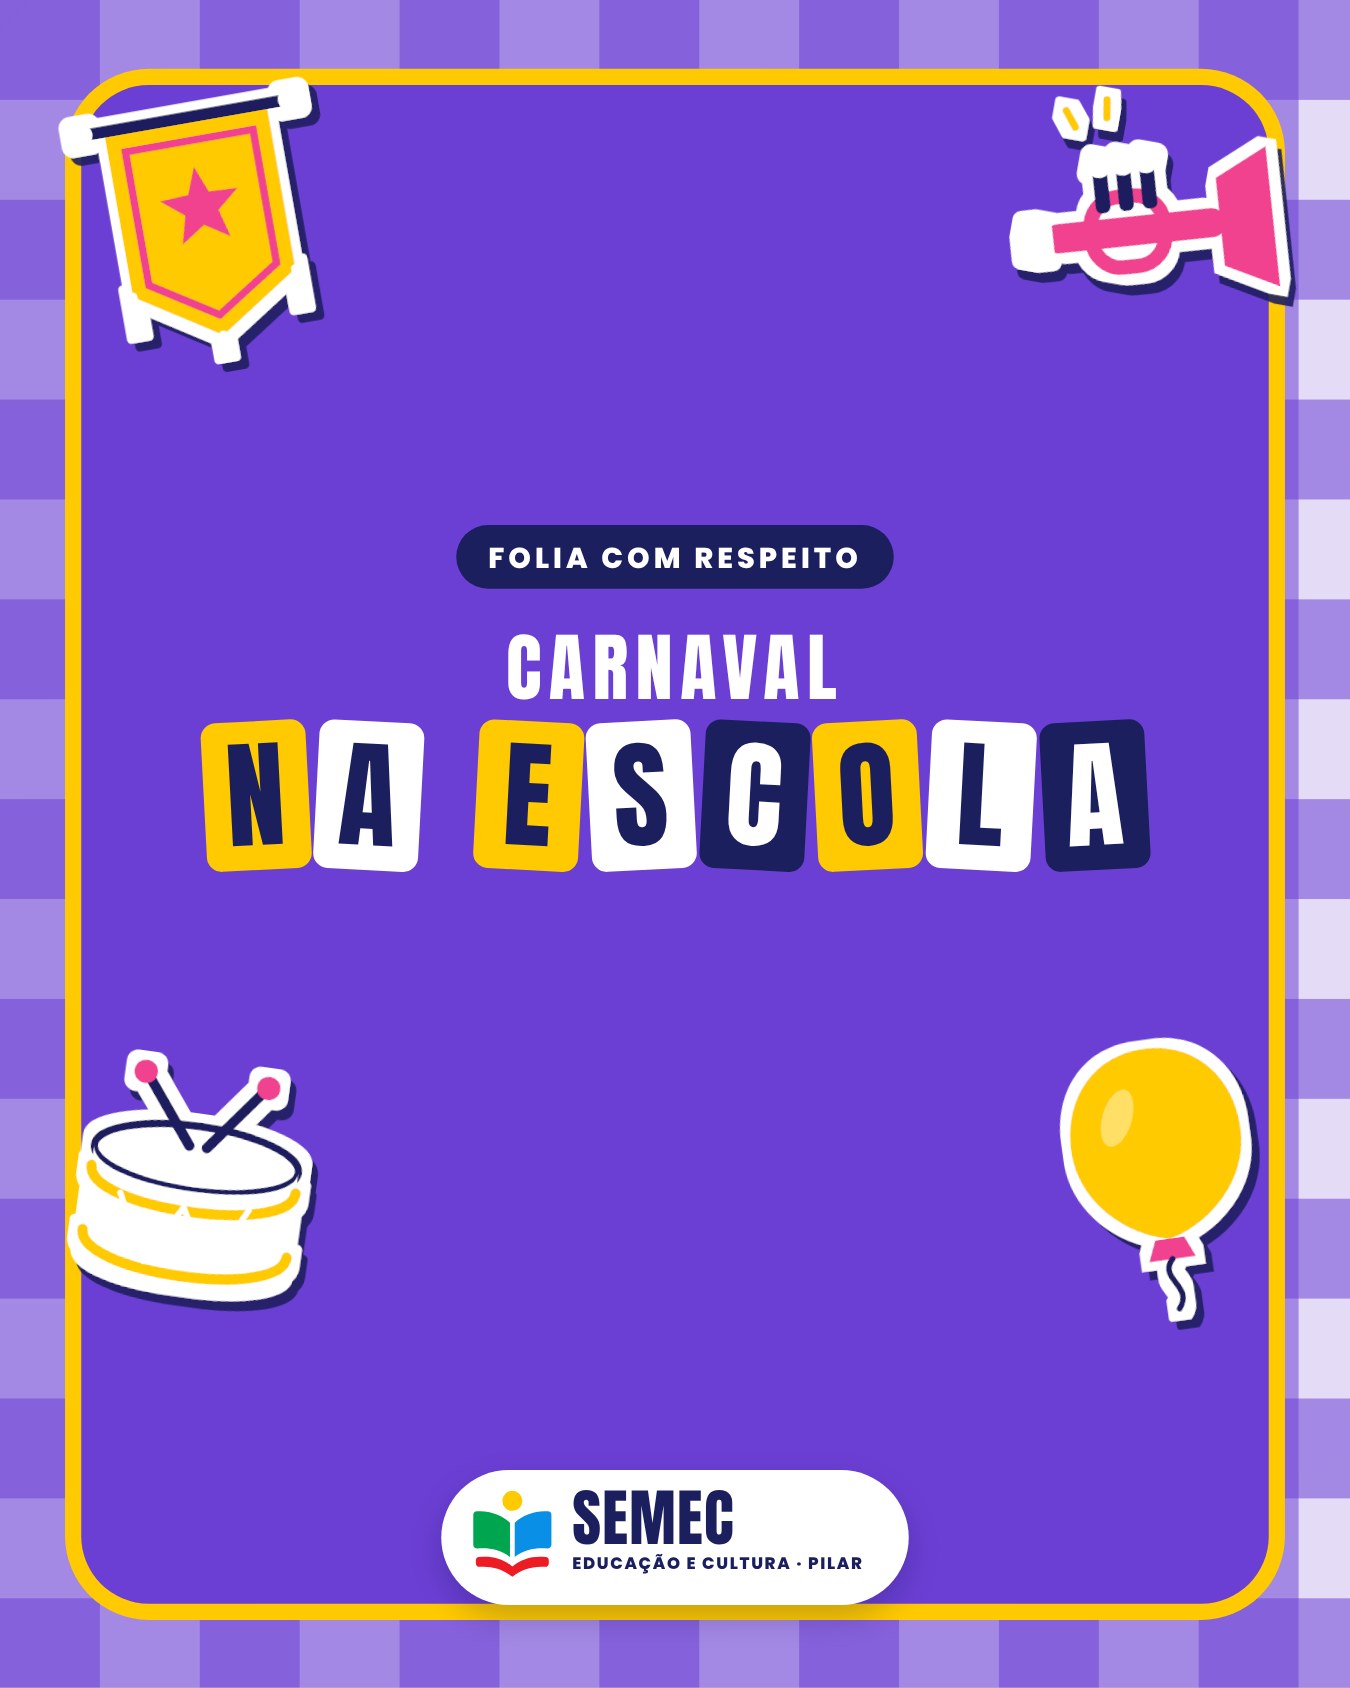 FOLIA COM RESPEITO
CARNAVAL
NA ESCOLA
SEMEC
EDUCAÇÃO E CULTURA · PILAR